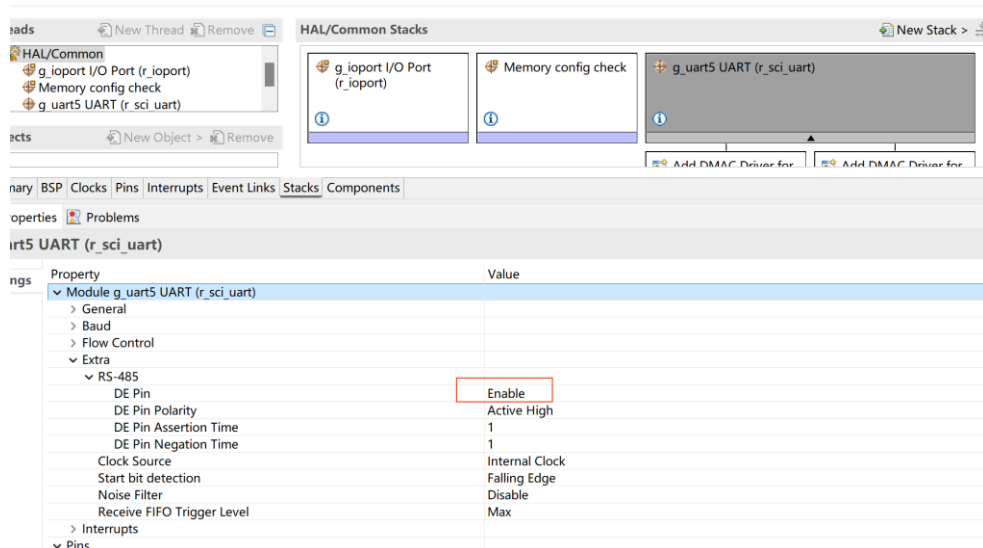 eads New Thread Remove
HAL/Common Stacks
New Stack >
HAL/Common
g_ioport I/O Port (r_ioport)
Memory config check
g_uart5 UART (r_sci_uart)
ects New Object > Remove
g_ioport I/O Port
(r_ioport)
Memory config check
g_uart5 UART (r_sci_uart)
Add DMAC Driver for
Add DMAC Driver for
mary BSP Clocks Pins Interrupts Event Links Stacks Components
operties Problems
art5 UART (r_sci_uart)
ngs
Property Value
Module g_uart5 UART (r_sci_uart)
> General
> Baud
> Flow Control
Extra
RS-485
DE Pin Enable
DE Pin Polarity Active High
DE Pin Assertion Time 1
DE Pin Negation Time 1
Clock Source Internal Clock
Start bit detection Falling Edge
Noise Filter Disable
Receive FIFO Trigger Level Max
> Interrupts
Pins